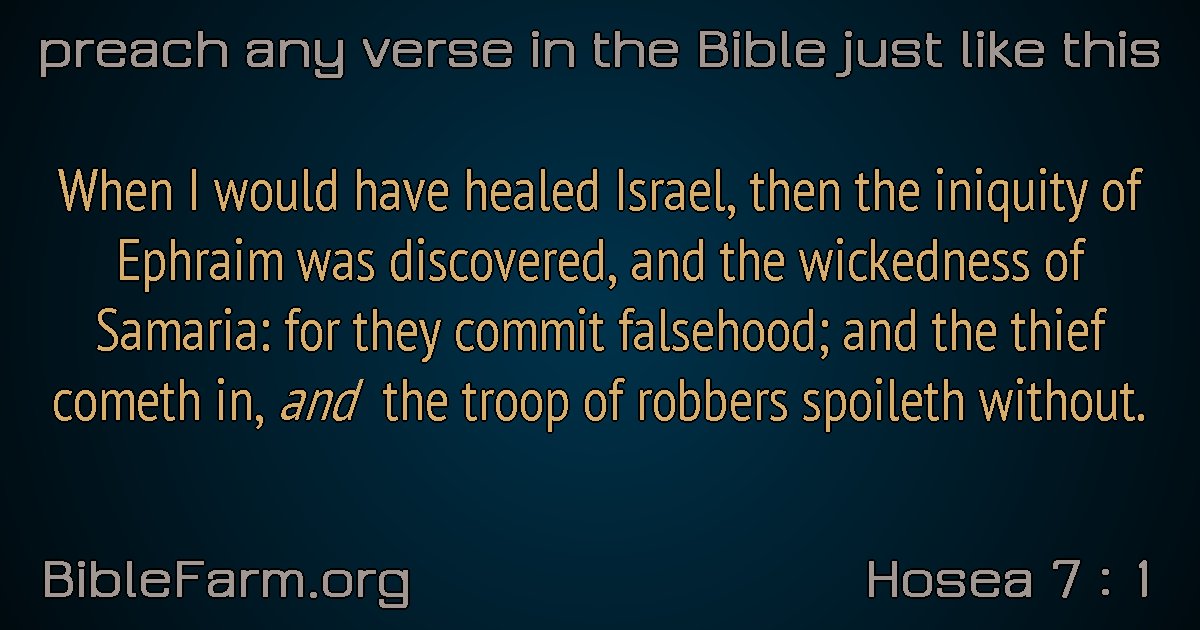 preach any verse in the Bible just like this
When I would have healed Israel, then the iniquity of
Ephraim was discovered, and the wickedness of
Samaria: for they commit falsehood; and the thief
cometh in, and the troop of robbers spoileth without.
BibleFarm.org
Hosea 7 : 1